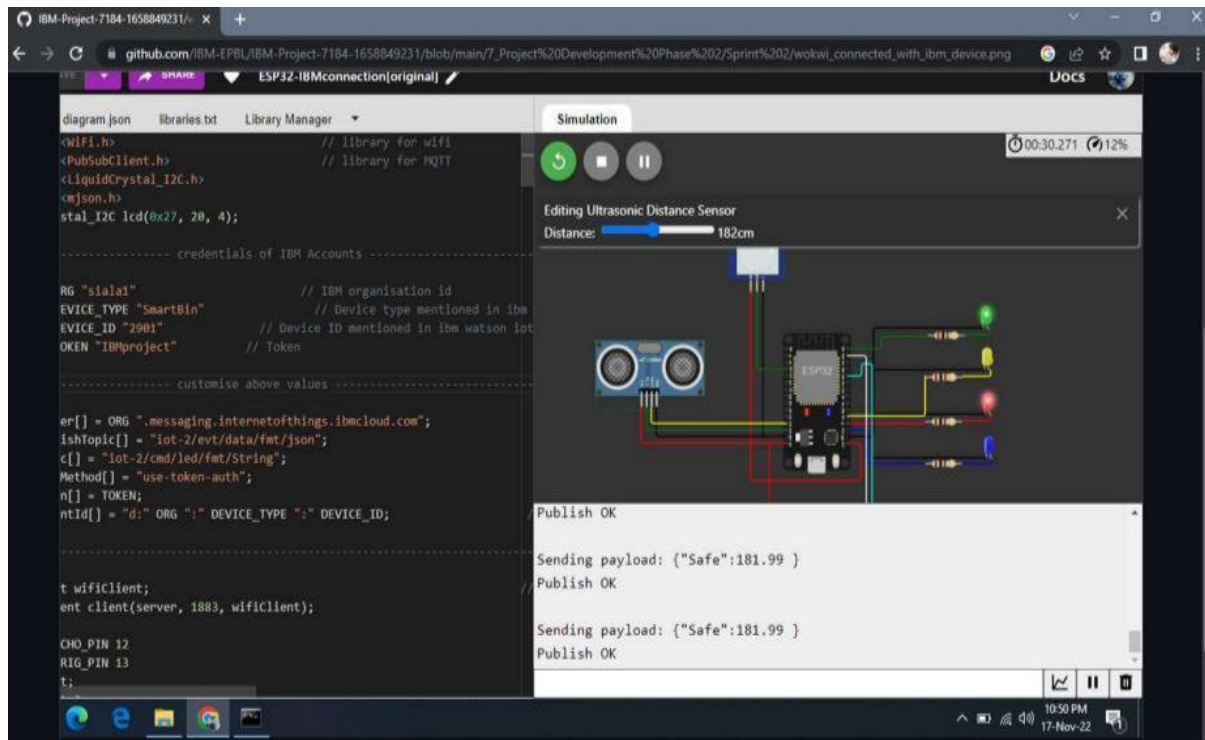 IBM-Project-7184-1658849231/
github.com/IBM-EPBL/IBM-Project-7184-1658849231/blob/main/7_Project%20Development%20Phase%202/Sprint%202/wokwi_connected_with_ibm_device.png
SHARE
ESP32-IBMconnection[original]
Docs
diagram.json libraries.txt Library Manager
Simulation
<WiFi.h> // library for wifi
<PubSubClient.h> // library for MQTT
<LiquidCrystal_I2C.h>
<mjson.h>
stal_I2C lcd(0x27, 20, 4);
---------------- credentials of IBM Accounts ------------------------
RG "siala1" // IBM organisation id
EVICE_TYPE "SmartBin" // Device type mentioned in ibm
EVICE_ID "2901" // Device ID mentioned in ibm watson iot
OKEN "IBMproject" // Token
---------------- customise above values -----------------------------
er[] = ORG ".messaging.internetofthings.ibmcloud.com";
ishTopic[] = "iot-2/evt/data/fmt/json";
c[] = "iot-2/cmd/led/fmt/String";
Method[] = "use-token-auth";
n[] = TOKEN;
ntId[] = "d:" ORG ":" DEVICE_TYPE ":" DEVICE_ID; /
t wifiClient; //
ent client(server, 1883, wifiClient);
CHO_PIN 12
RIG_PIN 13
t;
00:30.271 12%
Editing Ultrasonic Distance Sensor
Distance: 182cm
ESP32
Publish OK
Sending payload: {"Safe":181.99 }
Publish OK
Sending payload: {"Safe":181.99 }
Publish OK
10:50 PM
17-Nov-22